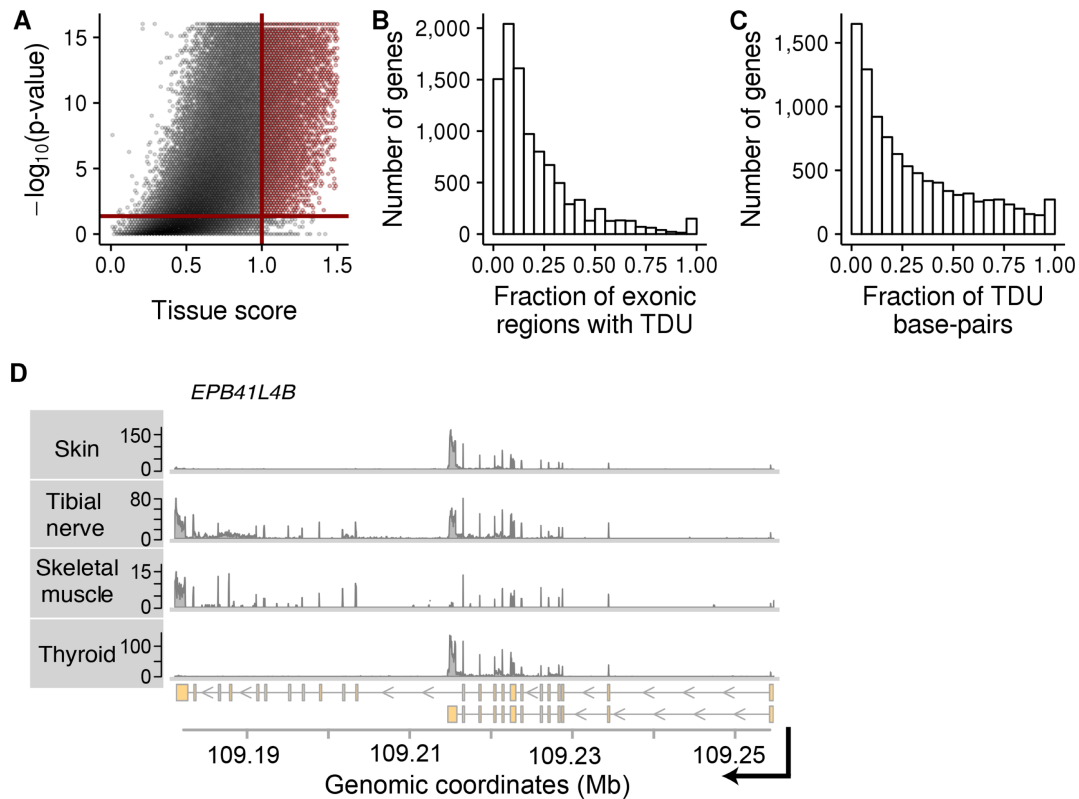 A
−log10(p-value)
15
10
5
0
0.0
0.5
1.0
1.5
Tissue score
B
Number of genes
2,000
1,500
1,000
500
0
0.00
0.25
0.50
0.75
1.00
Fraction of exonic
regions with TDU
C
Number of genes
1,500
1,000
500
0
0.00
0.25
0.50
0.75
1.00
Fraction of TDU
base-pairs
D
EPB41L4B
Skin
150
0
Tibial
nerve
80
0
Skeletal
muscle
15
0
Thyroid
100
0
109.19
109.21
109.23
109.25
Genomic coordinates (Mb)